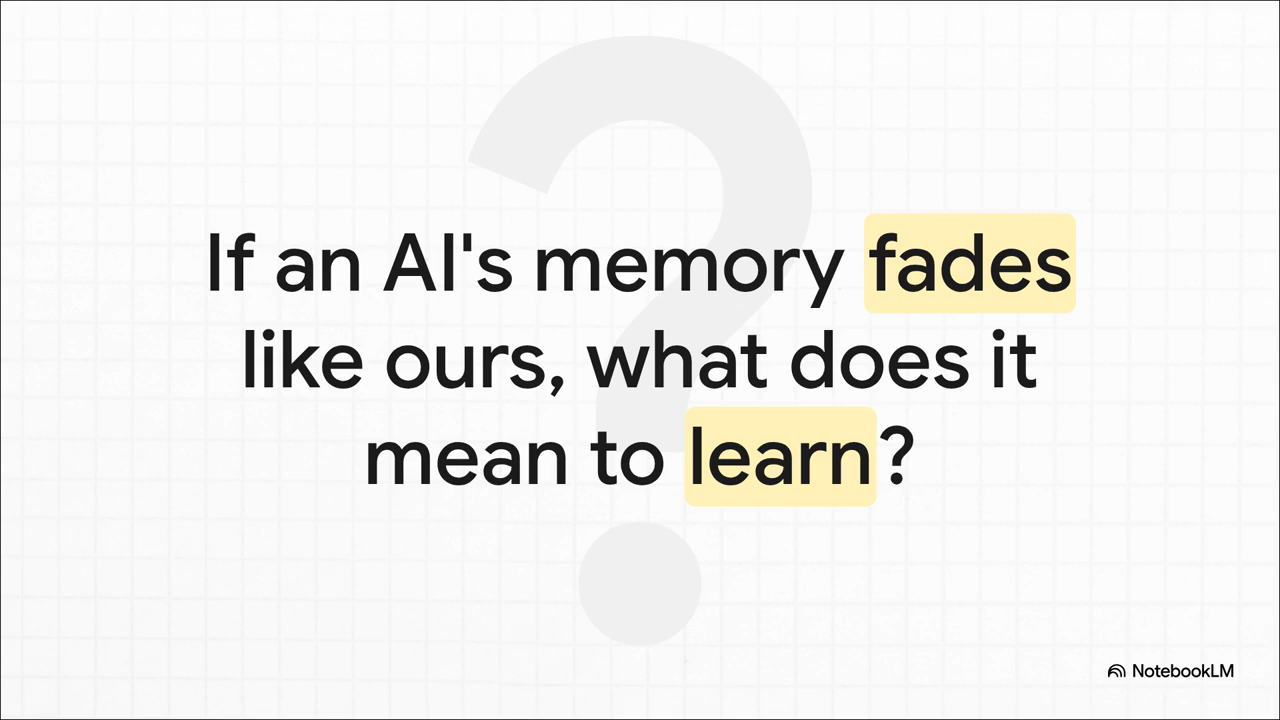 If an AI's memory fades
like ours, what does it
mean to learn?
NotebookLM